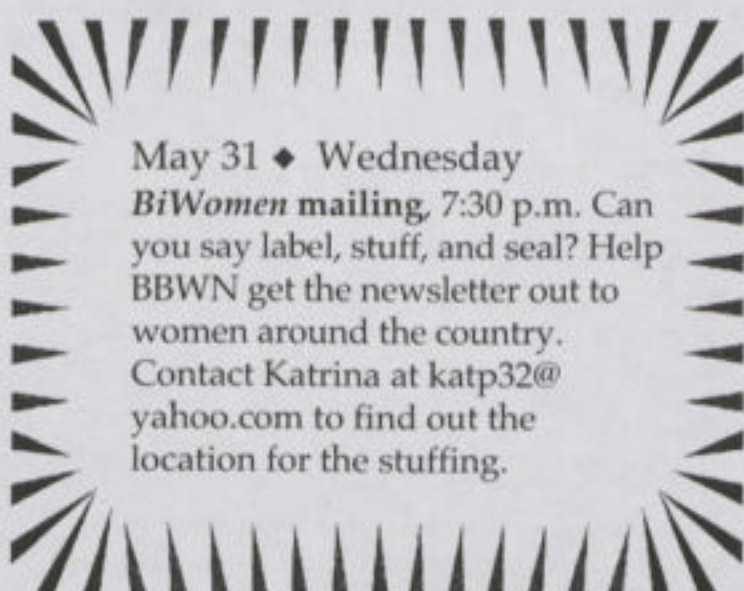 May 31 ◆ Wednesday
BiWomen mailing, 7:30 p.m. Can
you say label, stuff, and seal? Help
BBWN get the newsletter out to
women around the country.
Contact Katrina at katp32@
yahoo.com to find out the
location for the stuffing.